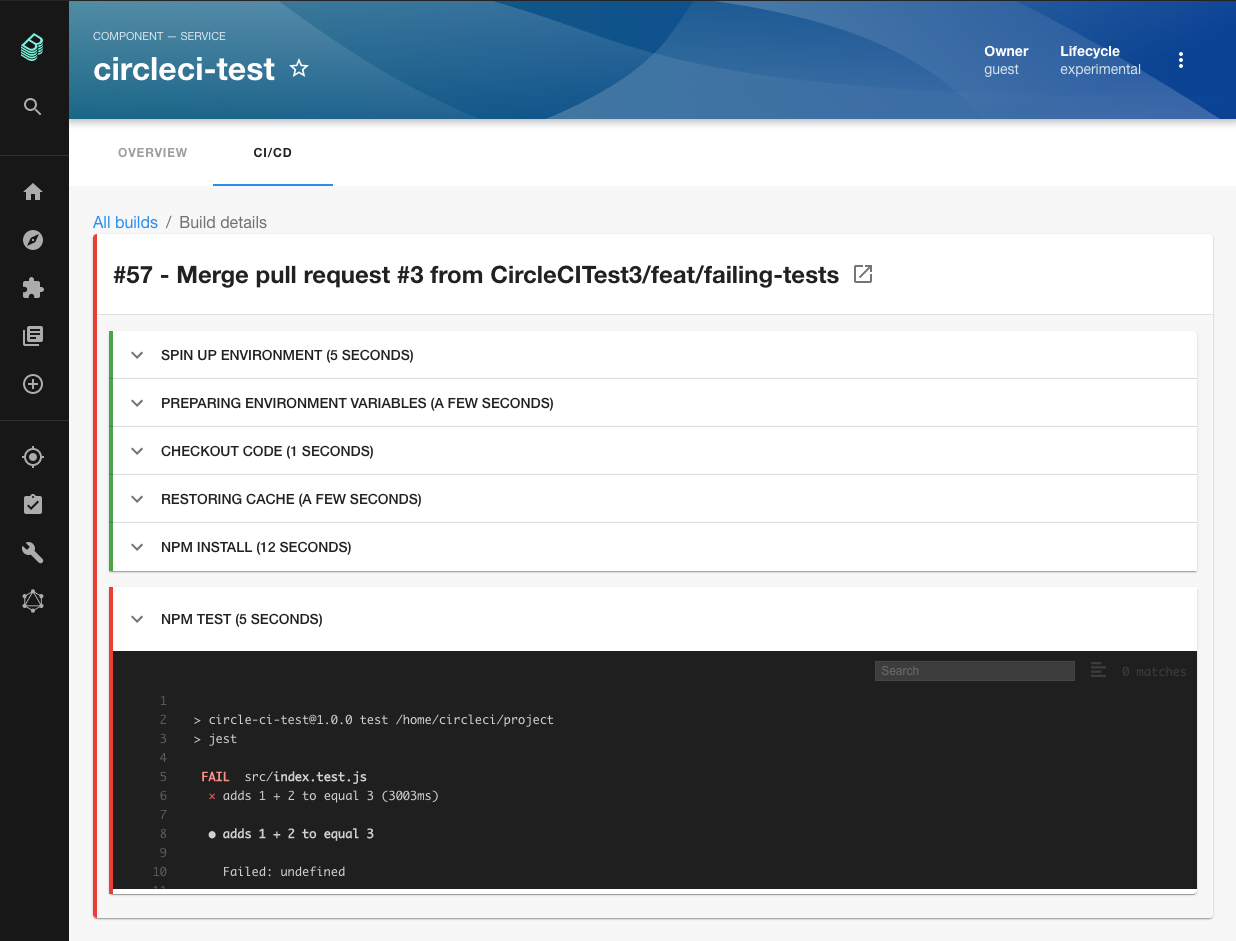 COMPONENT — SERVICE
circleci-test
Owner
guest
Lifecycle
experimental
OVERVIEW
CI/CD
All builds / Build details
#57 - Merge pull request #3 from CircleCITest3/feat/failing-tests
SPIN UP ENVIRONMENT (5 SECONDS)
PREPARING ENVIRONMENT VARIABLES (A FEW SECONDS)
CHECKOUT CODE (1 SECONDS)
RESTORING CACHE (A FEW SECONDS)
NPM INSTALL (12 SECONDS)
NPM TEST (5 SECONDS)
Search
0 matches
1
2 > circle-ci-test@1.0.0 test /home/circleci/project
3 > jest
4
5 FAIL src/index.test.js
6 × adds 1 + 2 to equal 3 (3003ms)
7
8 ● adds 1 + 2 to equal 3
9
10 Failed: undefined